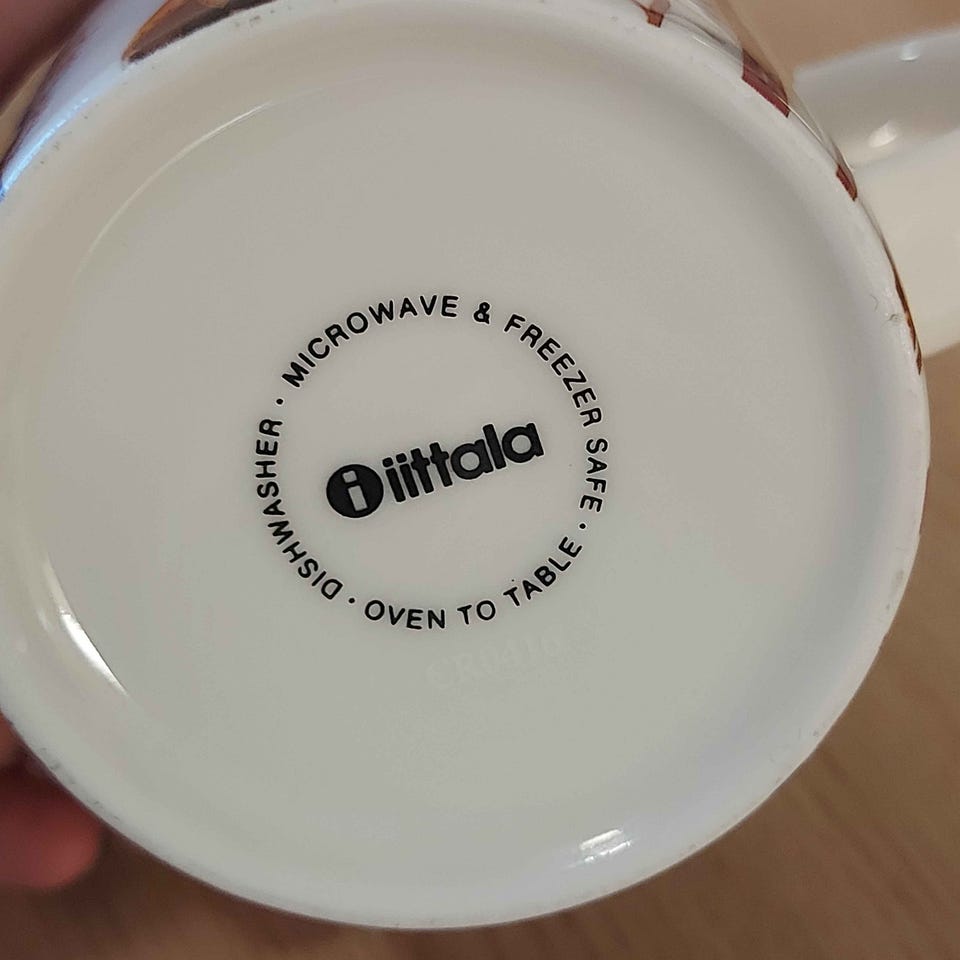 DISHWASHER · MICROWAVE & FREEZER SAFE · OVEN TO TABLE ·
i iittala